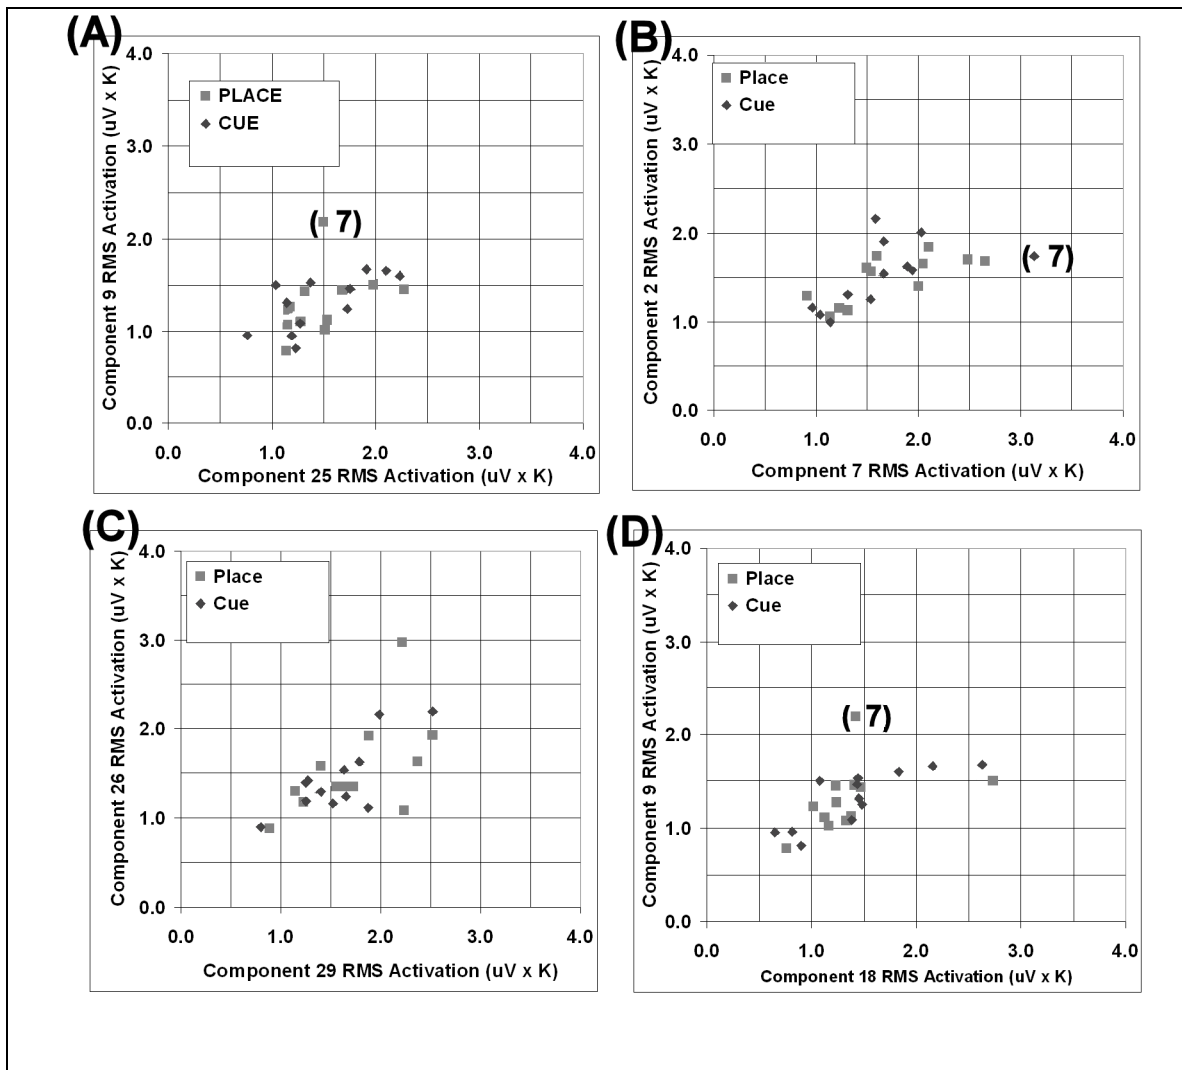 (A)
Component 9 RMS Activation (uV x K)
4.0
3.0
2.0
1.0
0.0
PLACE
CUE
( 7)
0.0 1.0 2.0 3.0 4.0
Component 25 RMS Activation (uV x K)
(B)
Component 2 RMS Activation (uV x K)
4.0
3.0
2.0
1.0
0.0
Place
Cue
( 7)
0.0 1.0 2.0 3.0 4.0
Compnent 7 RMS Activation (uV x K)
(C)
Component 26 RMS Activation (uV x K)
4.0
3.0
2.0
1.0
0.0
Place
Cue
0.0 1.0 2.0 3.0 4.0
Component 29 RMS Activation (uV x K)
(D)
Component 9 RMS Activation (uV x K)
4.0
3.0
2.0
1.0
0.0
Place
Cue
( 7)
0.0 1.0 2.0 3.0 4.0
Component 18 RMS Activation (uV x K)